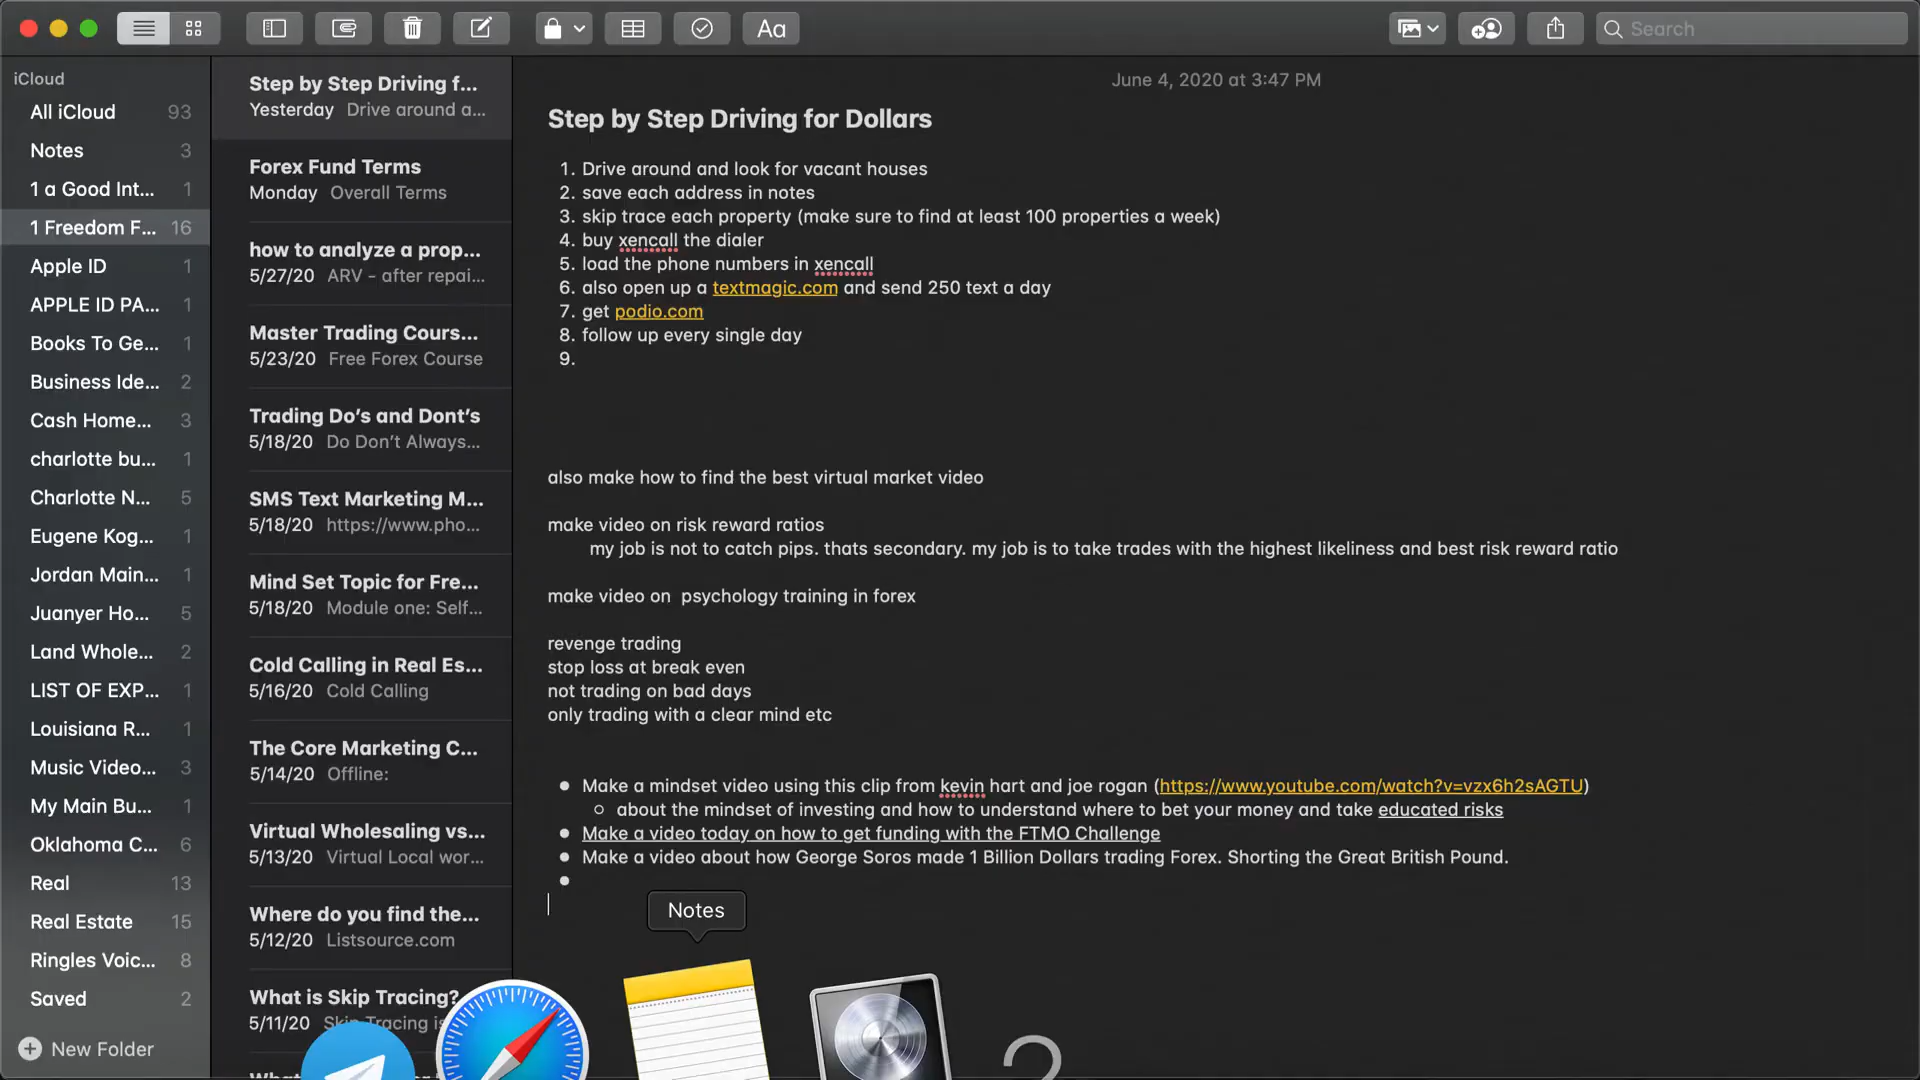 Search
iCloud
All iCloud 93
Notes 3
1 a Good Int... 1
1 Freedom F... 16
Apple ID 1
APPLE ID PA... 1
Books To Ge... 1
Business Ide... 2
Cash Home... 3
charlotte bu... 1
Charlotte N... 5
Eugene Kog... 1
Jordan Main... 1
Juanyer Ho... 5
Land Whole... 2
LIST OF EXP... 1
Louisiana R... 1
Music Video... 3
My Main Bu... 1
Oklahoma C... 6
Real 13
Real Estate 15
Ringles Voic... 8
Saved 2
New Folder
Step by Step Driving f...
Yesterday Drive around a...
Forex Fund Terms
Monday Overall Terms
how to analyze a prop...
5/27/20 ARV - after repai...
Master Trading Cours...
5/23/20 Free Forex Course
Trading Do's and Dont's
5/18/20 Do Don't Always...
SMS Text Marketing M...
5/18/20 https://www.pho...
Mind Set Topic for Fre...
5/18/20 Module one: Self...
Cold Calling in Real Es...
5/16/20 Cold Calling
The Core Marketing C...
5/14/20 Offline:
Virtual Wholesaling vs...
5/13/20 Virtual Local wor...
Where do you find the...
5/12/20 Listsource.com
What is Skip Tracing?
5/11/20 Skip Tracing is
June 4, 2020 at 3:47 PM
Step by Step Driving for Dollars
1. Drive around and look for vacant houses
2. save each address in notes
3. skip trace each property (make sure to find at least 100 properties a week)
4. buy xencall the dialer
5. load the phone numbers in xencall
6. also open up a textmagic.com and send 250 text a day
7. get podio.com
8. follow up every single day
9.
also make how to find the best virtual market video
make video on risk reward ratios
my job is not to catch pips. thats secondary. my job is to take trades with the highest likeliness and best risk reward ratio
make video on  psychology training in forex
revenge trading
stop loss at break even
not trading on bad days
only trading with a clear mind etc
Make a mindset video using this clip from kevin hart and joe rogan (https://www.youtube.com/watch?v=vzx6h2sAGTU)
about the mindset of investing and how to understand where to bet your money and take educated risks
Make a video today on how to get funding with the FTMO Challenge
Make a video about how George Soros made 1 Billion Dollars trading Forex. Shorting the Great British Pound.
Notes
?
Aa